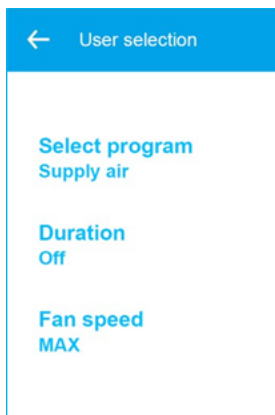 User selection
Select program
Supply air
Duration
Off
Fan speed
MAX